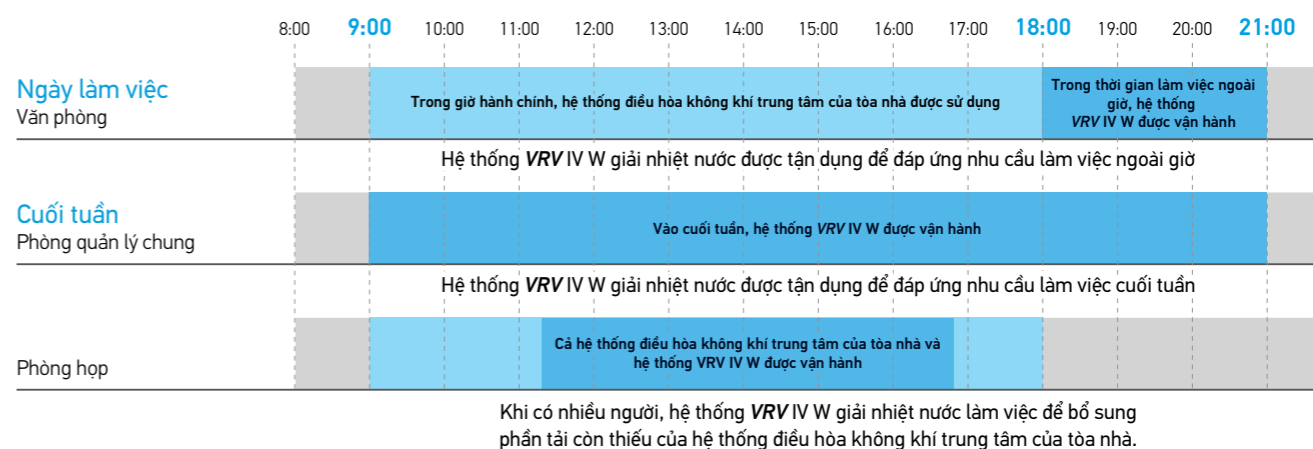 8:00 9:00 10:00 11:00 12:00 13:00 14:00 15:00 16:00 17:00 18:00 19:00 20:00 21:00
Ngày làm việc
Văn phòng
Trong giờ hành chính, hệ thống điều hòa không khí trung tâm của tòa nhà được sử dụng
Trong thời gian làm việc ngoài
giờ, hệ thống
VRV IV W được vận hành
Hệ thống VRV IV W giải nhiệt nước được tận dụng để đáp ứng nhu cầu làm việc ngoài giờ
Cuối tuần
Phòng quản lý chung
Vào cuối tuần, hệ thống VRV IV W được vận hành
Hệ thống VRV IV W giải nhiệt nước được tận dụng để đáp ứng nhu cầu làm việc cuối tuần
Phòng họp
Cả hệ thống điều hòa không khí trung tâm của tòa nhà và
hệ thống VRV IV W được vận hành
Khi có nhiều người, hệ thống VRV IV W giải nhiệt nước làm việc để bổ sung
phần tải còn thiếu của hệ thống điều hòa không khí trung tâm của tòa nhà.